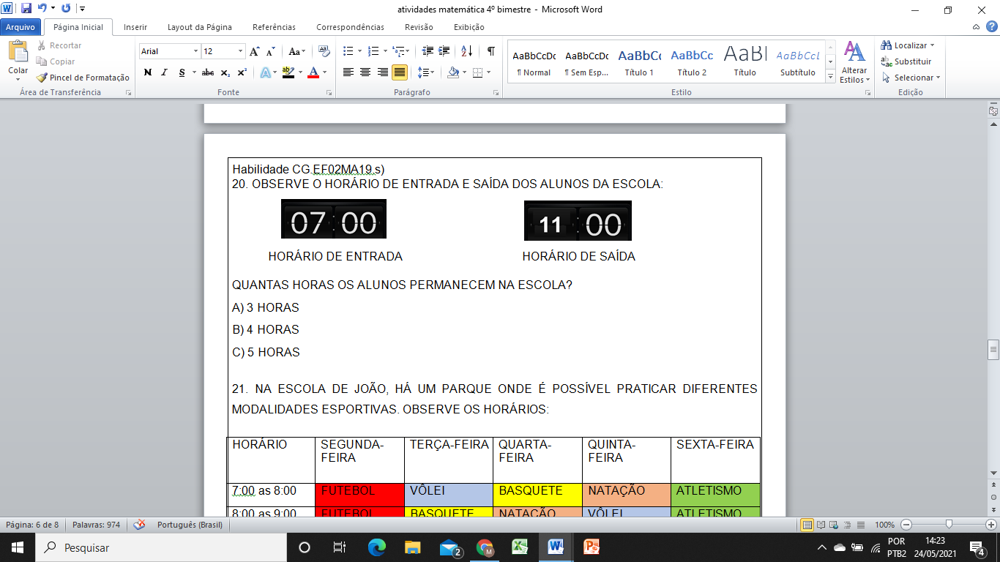 atividades matemática 4º bimestre - Microsoft Word
Arquivo Página Inicial Inserir Layout da Página Referências Correspondências Revisão Exibição
Colar
Recortar
Copiar
Pincel de Formatação
Área de Transferência
Arial 12
N I S abc x₂ x² A ab A
Fonte
Parágrafo
AaBbCcDc AaBbCcDc AaBbCc AaBbCc AaBl AaBbCcL
¶ Normal ¶ Sem Esp... Título 1 Título 2 Título Subtítulo
Alterar Estilos
Estilo
Localizar
Substituir
Selecionar
Edição
Habilidade CG.EF02MA19.s)
20. OBSERVE O HORÁRIO DE ENTRADA E SAÍDA DOS ALUNOS DA ESCOLA:
07:00 11:00
HORÁRIO DE ENTRADA HORÁRIO DE SAÍDA
QUANTAS HORAS OS ALUNOS PERMANECEM NA ESCOLA?
A) 3 HORAS
B) 4 HORAS
C) 5 HORAS
21. NA ESCOLA DE JOÃO, HÁ UM PARQUE ONDE É POSSÍVEL PRATICAR DIFERENTES
MODALIDADES ESPORTIVAS. OBSERVE OS HORÁRIOS:
HORÁRIO SEGUNDA-FEIRA TERÇA-FEIRA QUARTA-FEIRA QUINTA-FEIRA SEXTA-FEIRA
7:00 as 8:00 FUTEBOL VÔLEI BASQUETE NATAÇÃO ATLETISMO
8:00 as 9:00 FUTEBOL BASQUETE NATAÇÃO VÔLEI ATLETISMO
Página: 6 de 8 Palavras: 974 Português (Brasil) 100%
Pesquisar
2
M
POR
PTB2
14:23
24/05/2021
4